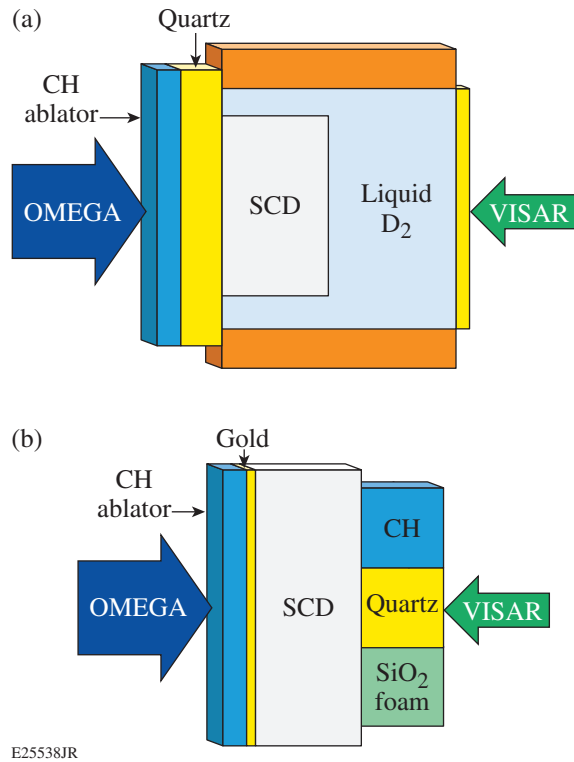 (a)
Quartz
CH
ablator
OMEGA
SCD
Liquid
D2
VISAR
(b)
Gold
CH
ablator
OMEGA
SCD
CH
Quartz
SiO2
foam
VISAR
E25538JR